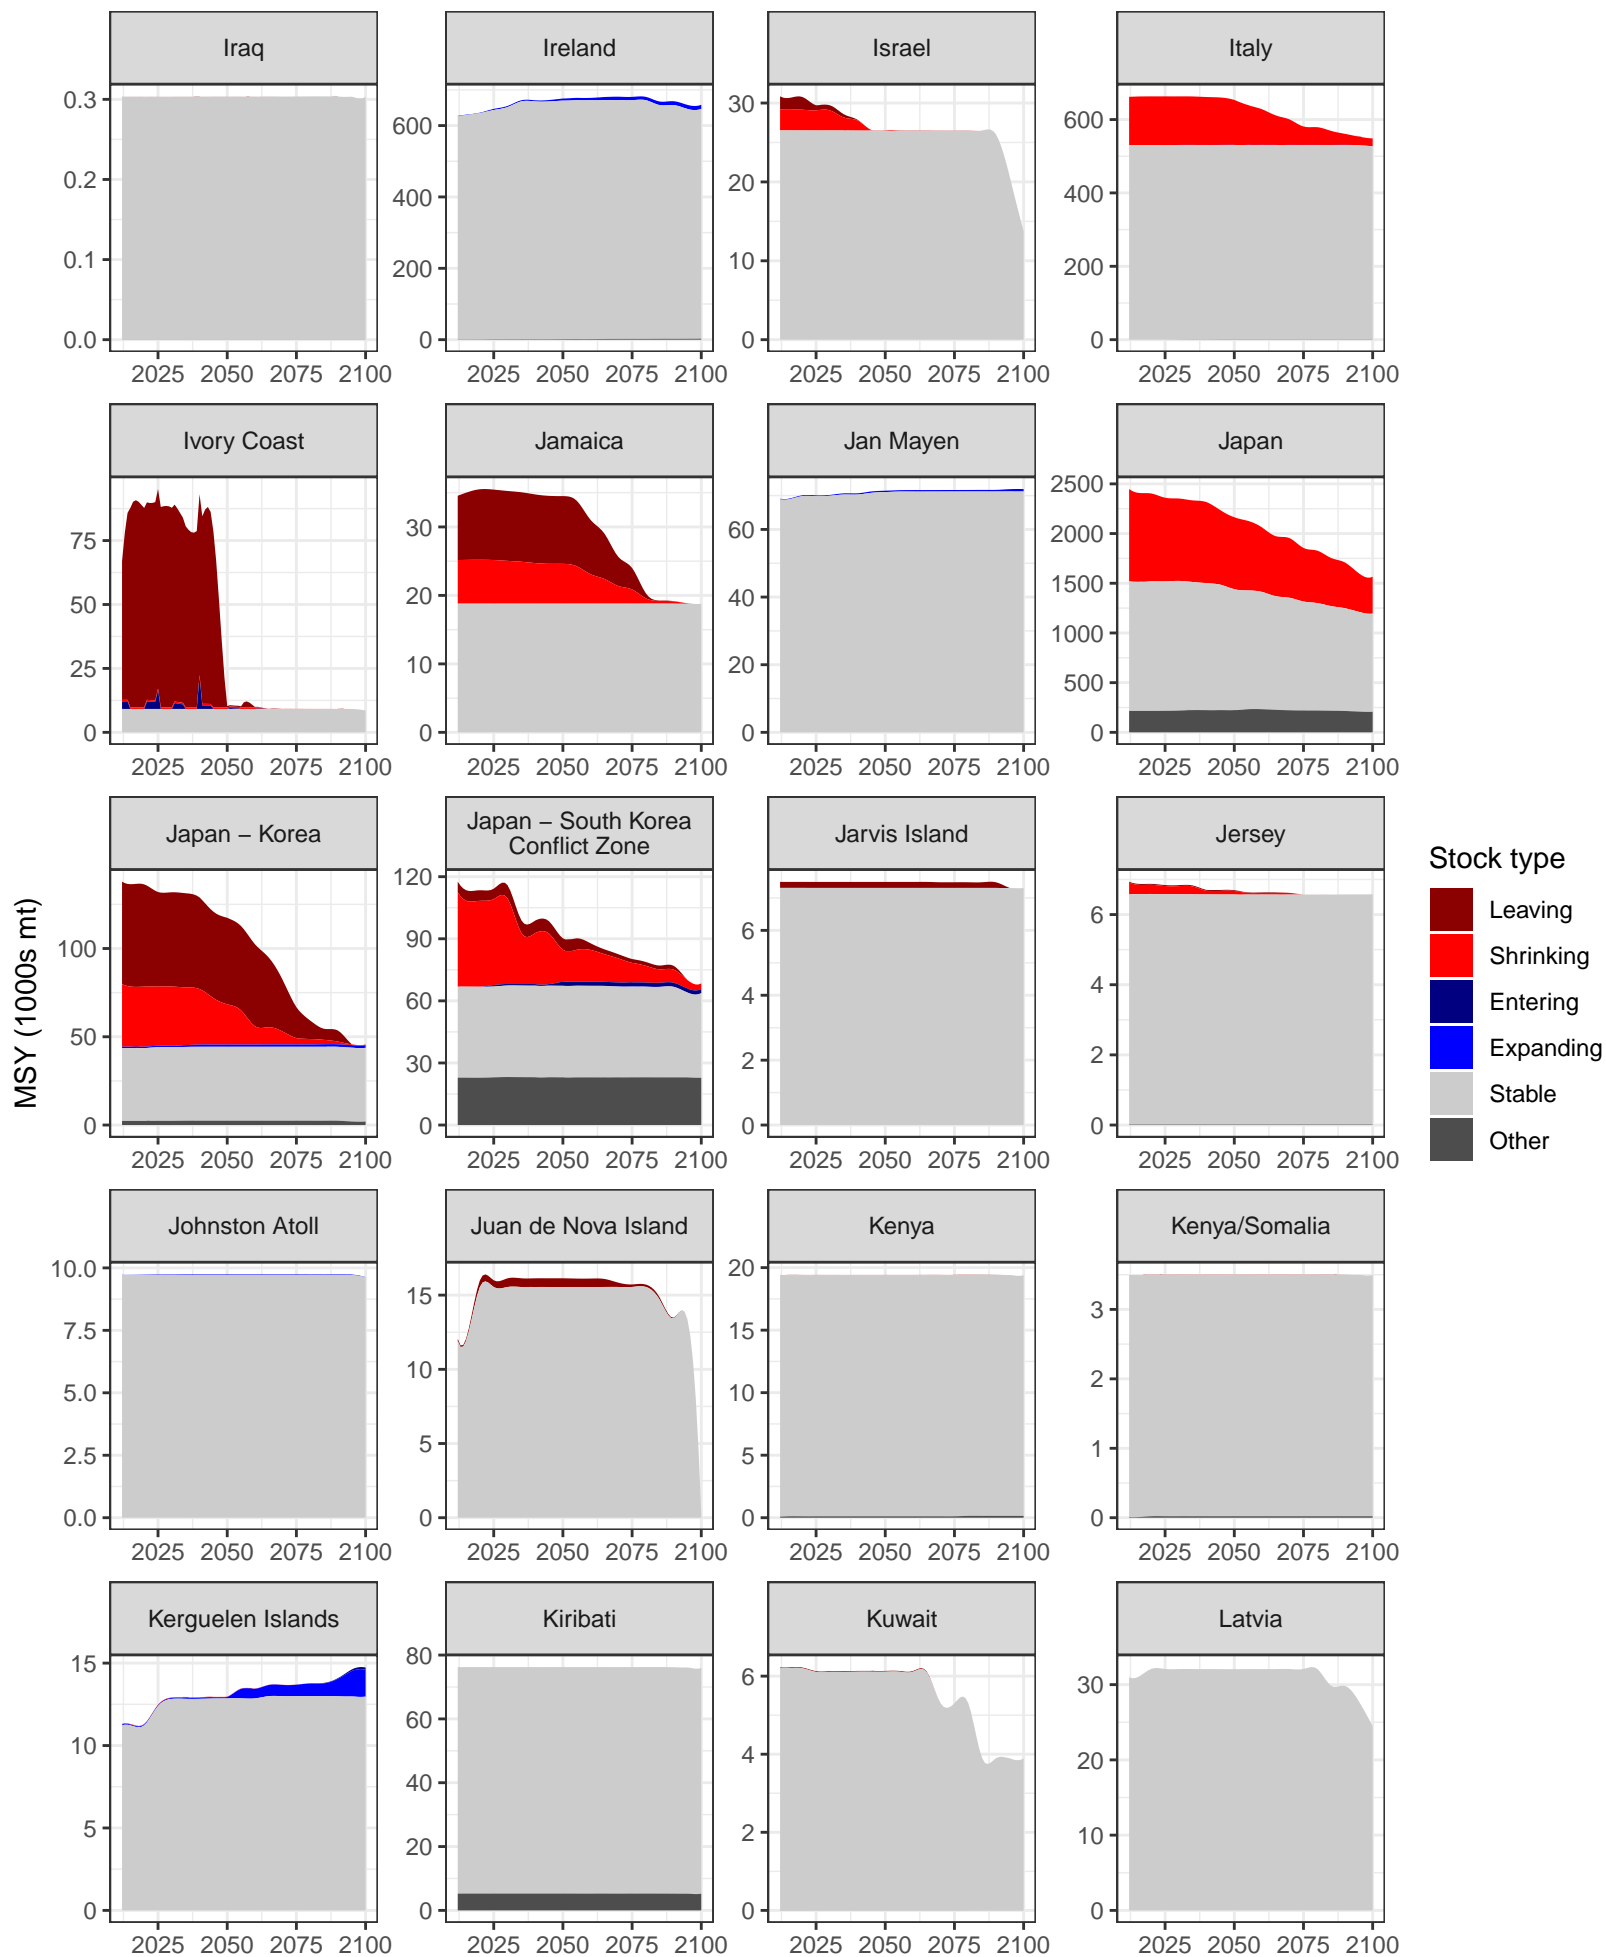 Iraq
Ireland
Israel
Italy
0.3
0.2
0.1
0.0
600
400
200
0
30
20
10
0
600
400
200
0
2025 2050 2075 2100
2025 2050 2075 2100
2025 2050 2075 2100
2025 2050 2075 2100
Ivory Coast
Jamaica
Jan Mayen
Japan
75
50
25
0
30
20
10
0
60
40
20
0
2500
2000
1500
1000
500
0
2025 2050 2075 2100
2025 2050 2075 2100
2025 2050 2075 2100
2025 2050 2075 2100
MSY (1000s mt)
Japan − Korea
Japan − South Korea
Conflict Zone
Jarvis Island
Jersey
100
50
0
120
90
60
30
0
6
4
2
0
6
4
2
0
2025 2050 2075 2100
2025 2050 2075 2100
2025 2050 2075 2100
2025 2050 2075 2100
Stock type
Leaving
Shrinking
Entering
Expanding
Stable
Other
Johnston Atoll
Juan de Nova Island
Kenya
Kenya/Somalia
10.0
7.5
5.0
2.5
0.0
15
10
5
0
20
15
10
5
0
3
2
1
0
2025 2050 2075 2100
2025 2050 2075 2100
2025 2050 2075 2100
2025 2050 2075 2100
Kerguelen Islands
Kiribati
Kuwait
Latvia
15
10
5
0
80
60
40
20
0
6
4
2
0
30
20
10
0
2025 2050 2075 2100
2025 2050 2075 2100
2025 2050 2075 2100
2025 2050 2075 2100